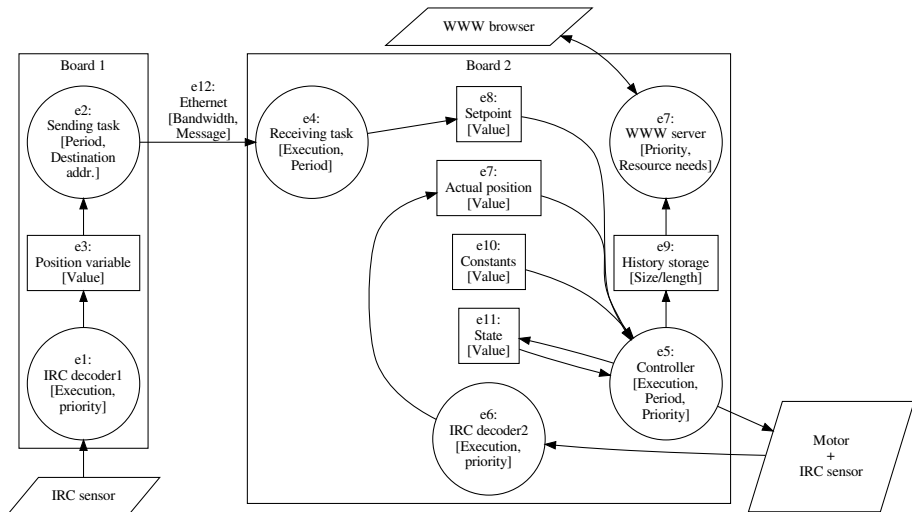 WWW browser
Board 1
e2:
Sending task
[Period,
Destination
addr.]
e3:
Position variable
[Value]
e1:
IRC decoder1
[Execution,
priority]
IRC sensor
e12:
Ethernet
[Bandwidth,
Message]
Board 2
e4:
Receiving task
[Execution,
Period]
e8:
Setpoint
[Value]
e7:
Actual position
[Value]
e10:
Constants
[Value]
e11:
State
[Value]
e6:
IRC decoder2
[Execution,
priority]
e7:
WWW server
[Priority,
Resource needs]
e9:
History storage
[Size/length]
e5:
Controller
[Execution,
Period,
Priority]
Motor
+
IRC sensor